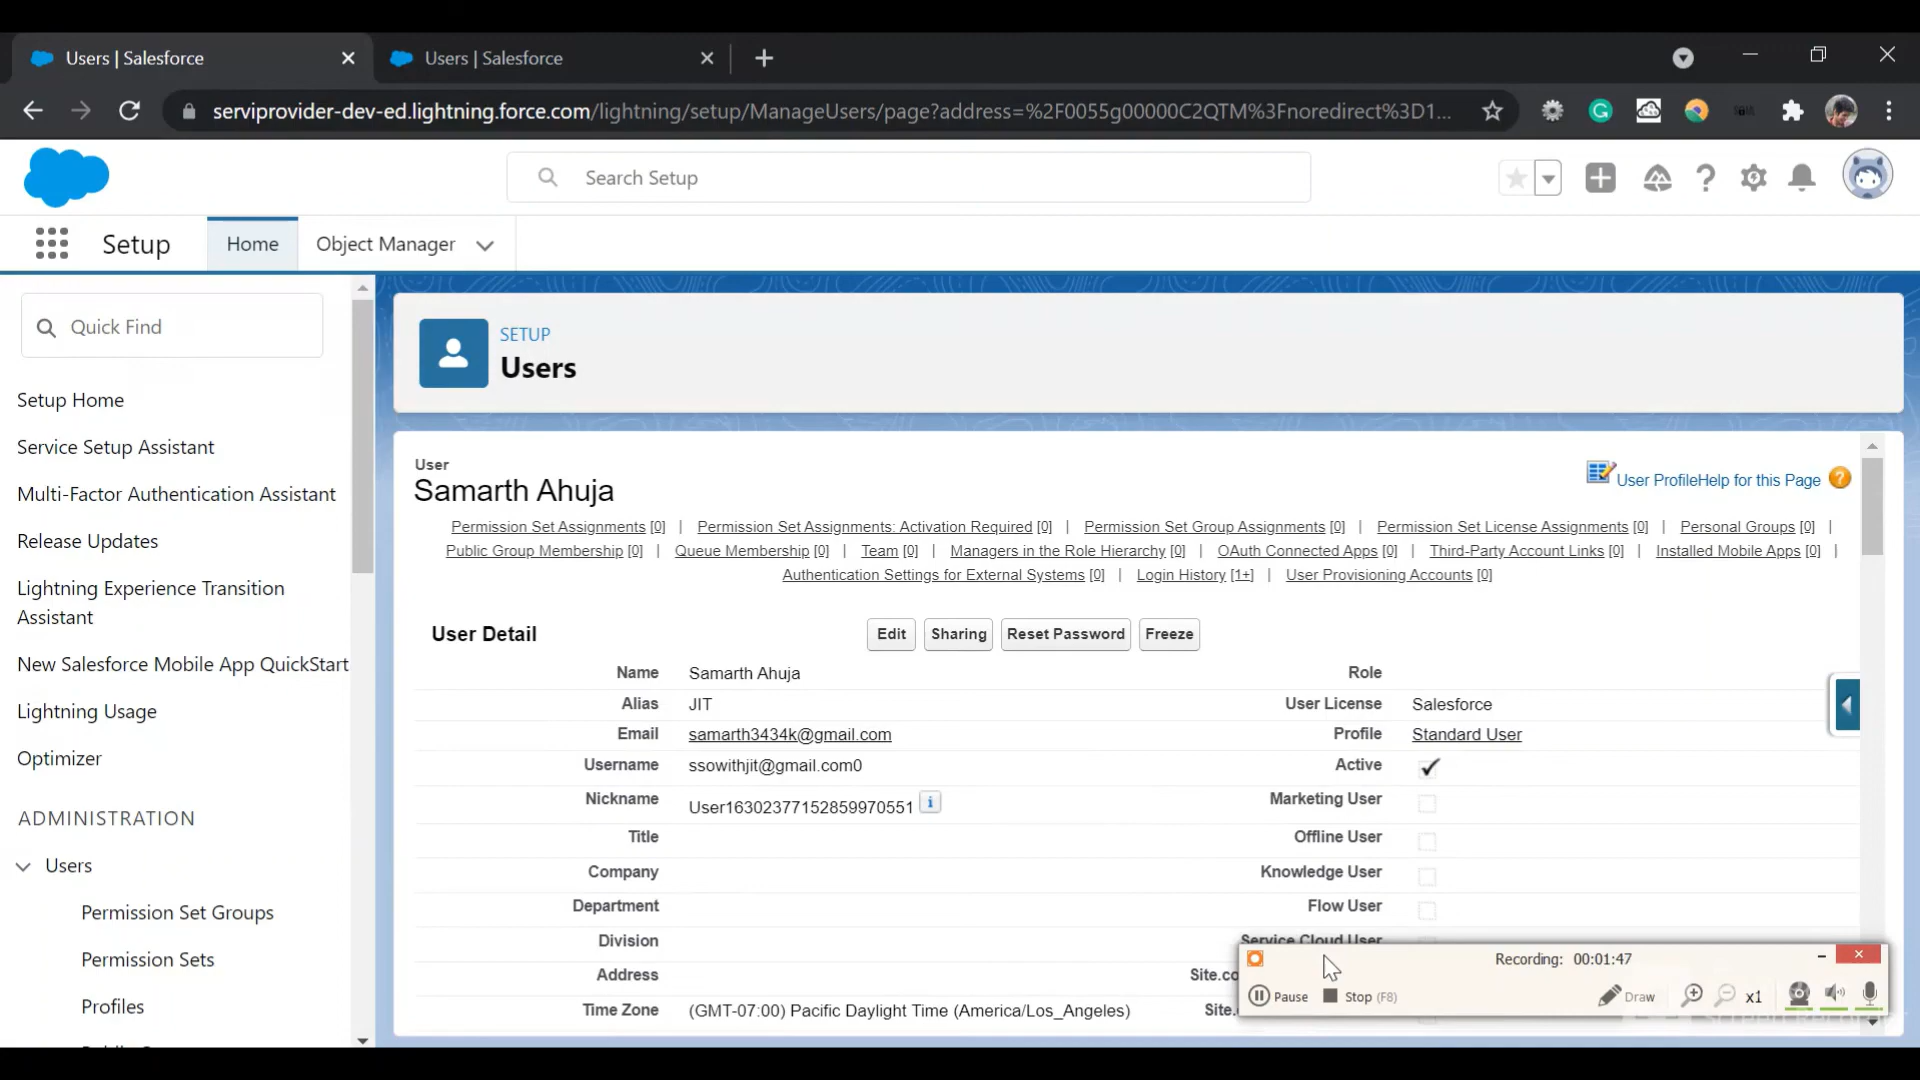 Users | Salesforce
Users | Salesforce
serviprovider-dev-ed.lightning.force.com/lightning/setup/ManageUsers/page?address=%2F0055g00000C2QTM%3Fnoredirect%3D1...
Search Setup
Setup
Home
Object Manager
Quick Find
Setup Home
Service Setup Assistant
Multi-Factor Authentication Assistant
Release Updates
Lightning Experience Transition
Assistant
New Salesforce Mobile App QuickStart
Lightning Usage
Optimizer
ADMINISTRATION
Users
Permission Set Groups
Permission Sets
Profiles
SETUP
Users
User
Samarth Ahuja
User Profile Help for this Page
Permission Set Assignments [0] | Permission Set Assignments: Activation Required [0] | Permission Set Group Assignments [0] | Permission Set License Assignments [0] | Personal Groups [0] |
Public Group Membership [0] | Queue Membership [0] | Team [0] | Managers in the Role Hierarchy [0] | OAuth Connected Apps [0] | Third-Party Account Links [0] | Installed Mobile Apps [0] |
Authentication Settings for External Systems [0] | Login History [1+] | User Provisioning Accounts [0]
User Detail
Edit
Sharing
Reset Password
Freeze
Name Samarth Ahuja Role
Alias JIT User License Salesforce
Email samarth3434k@gmail.com Profile Standard User
Username ssowithjit@gmail.com0 Active
Nickname User16302377152859970551 Marketing User
Title Offline User
Company Knowledge User
Department Flow User
Division Service Cloud User
Address Site.co
Time Zone (GMT-07:00) Pacific Daylight Time (America/Los_Angeles) Site.
Recording: 00:01:47
Pause Stop (F8) Draw x1